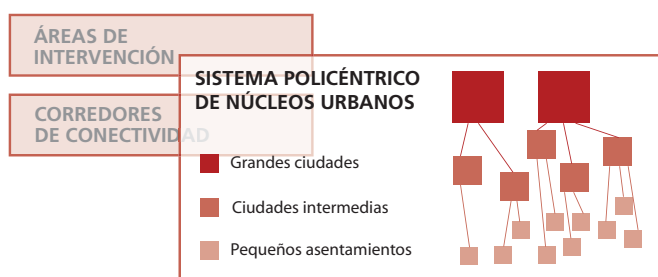 ÁREAS DE
INTERVENCIÓN
CORREDORES
DE CONECTIVIDAD
SISTEMA POLICÉNTRICO
DE NÚCLEOS URBANOS
Grandes ciudades
Ciudades intermedias
Pequeños asentamientos